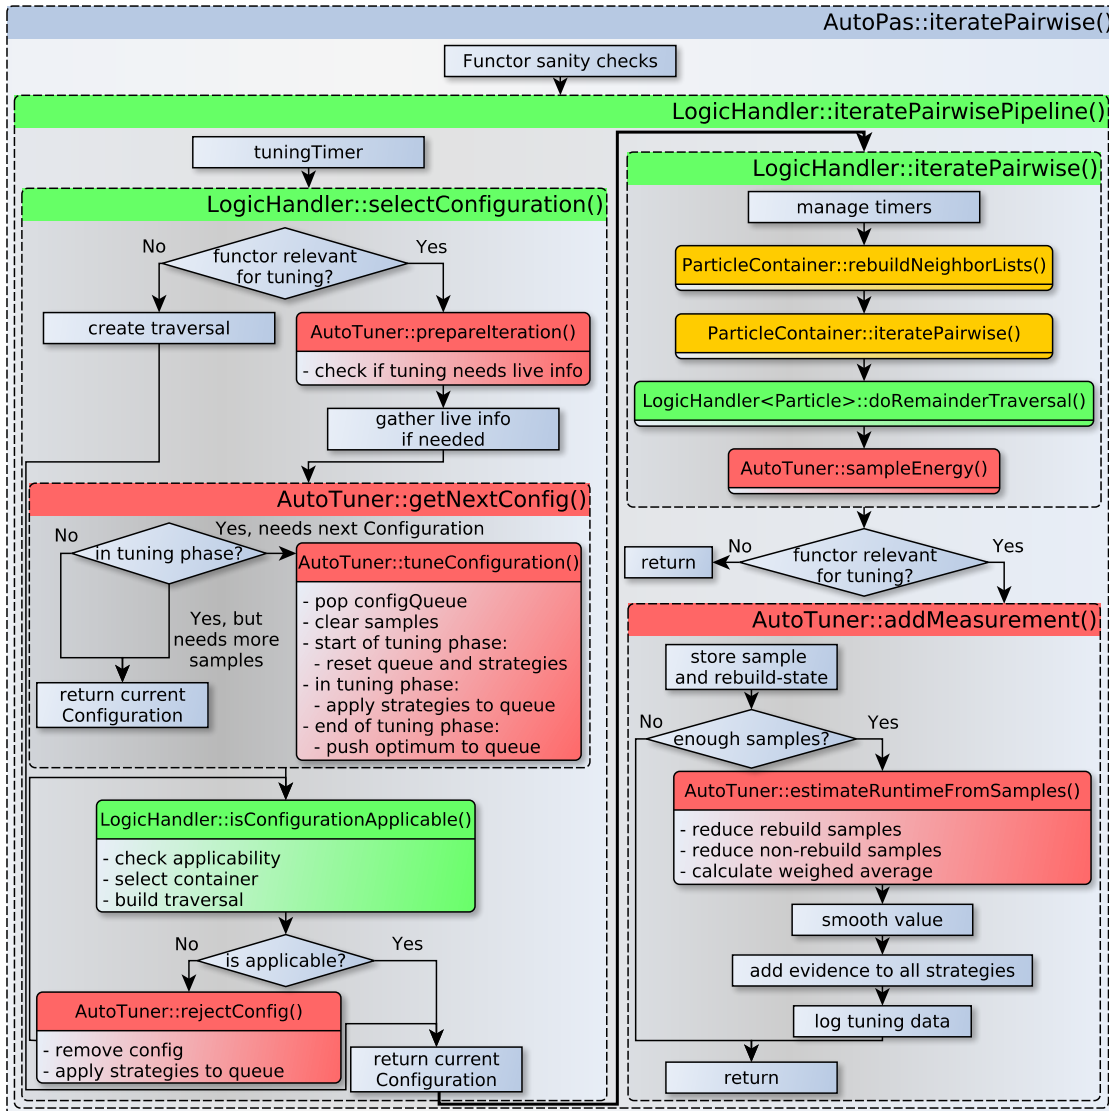 AutoPas::iteratePairwise()
Functor sanity checks
LogicHandler::iteratePairwisePipeline()
tuningTimer
LogicHandler::selectConfiguration()
functor relevant
for tuning?
No
Yes
create traversal
AutoTuner::prepareIteration()
- check if tuning needs live info
gather live info
if needed
AutoTuner::getNextConfig()
in tuning phase?
No
Yes, needs next Configuration
Yes, but
needs more
samples
return current
Configuration
AutoTuner::tuneConfiguration()
- pop configQueue
- clear samples
- start of tuning phase:
- reset queue and strategies
- in tuning phase:
- apply strategies to queue
- end of tuning phase:
- push optimum to queue
LogicHandler::isConfigurationApplicable()
- check applicability
- select container
- build traversal
is applicable?
No
Yes
AutoTuner::rejectConfig()
- remove config
- apply strategies to queue
return current
Configuration
LogicHandler::iteratePairwise()
manage timers
ParticleContainer::rebuildNeighborLists()
ParticleContainer::iteratePairwise()
LogicHandler<Particle>::doRemainderTraversal()
AutoTuner::sampleEnergy()
functor relevant
for tuning?
No
Yes
return
AutoTuner::addMeasurement()
store sample
and rebuild-state
enough samples?
No
Yes
AutoTuner::estimateRuntimeFromSamples()
- reduce rebuild samples
- reduce non-rebuild samples
- calculate weighed average
smooth value
add evidence to all strategies
log tuning data
return